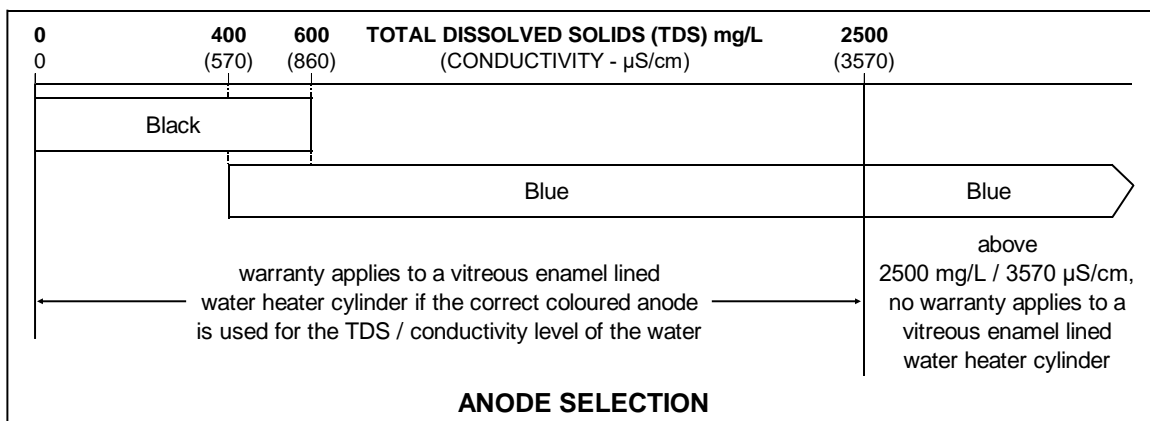 0 400 600 TOTAL DISSOLVED SOLIDS (TDS) mg/L 2500
0 (570) (860) (CONDUCTIVITY - µS/cm) (3570)
Black
Blue Blue
warranty applies to a vitreous enamel lined
water heater cylinder if the correct coloured anode
is used for the TDS / conductivity level of the water
above
2500 mg/L / 3570 µS/cm,
no warranty applies to a
vitreous enamel lined
water heater cylinder
ANODE SELECTION